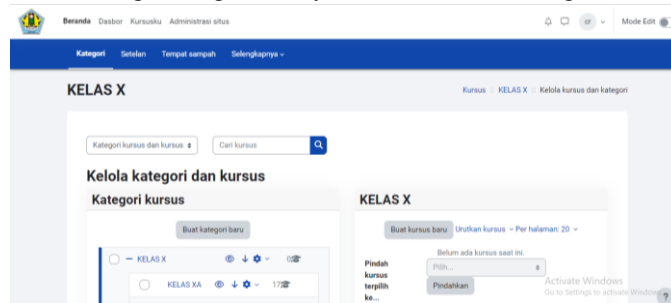 Beranda Dasbor Kursusku Administrasi situs
Mode Edit
Kategori Setelan Tempat sampah Selengkapnya
KELAS X
Kursus KELAS X Kelola kursus dan kategori
Kategori kursus dan kursus
Cari kursus
Kelola kategori dan kursus
Kategori kursus
KELAS X
Buat kategori baru
Buat kursus baru Urutkan kursus Per halaman: 20
Belum ada kursus saat ini.
KELAS X
Pindah kursus terpilih ke...
Pilih...
Pindahkan
KELAS XA 17
Activate Windows
Go to Settings to activate Windows
?